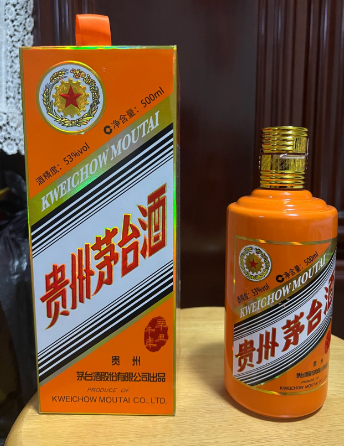 酒精度：53%vol
净含量：500ml
KWEICHOW MOUTAI
贵州茅台酒
贵 州
茅台酒股份有限公司出品
PRODUCE OF
KWEICHOW MOUTAI CO., LTD.
净含量：500ml
KWEICHOW MOUTAI
贵州茅台酒